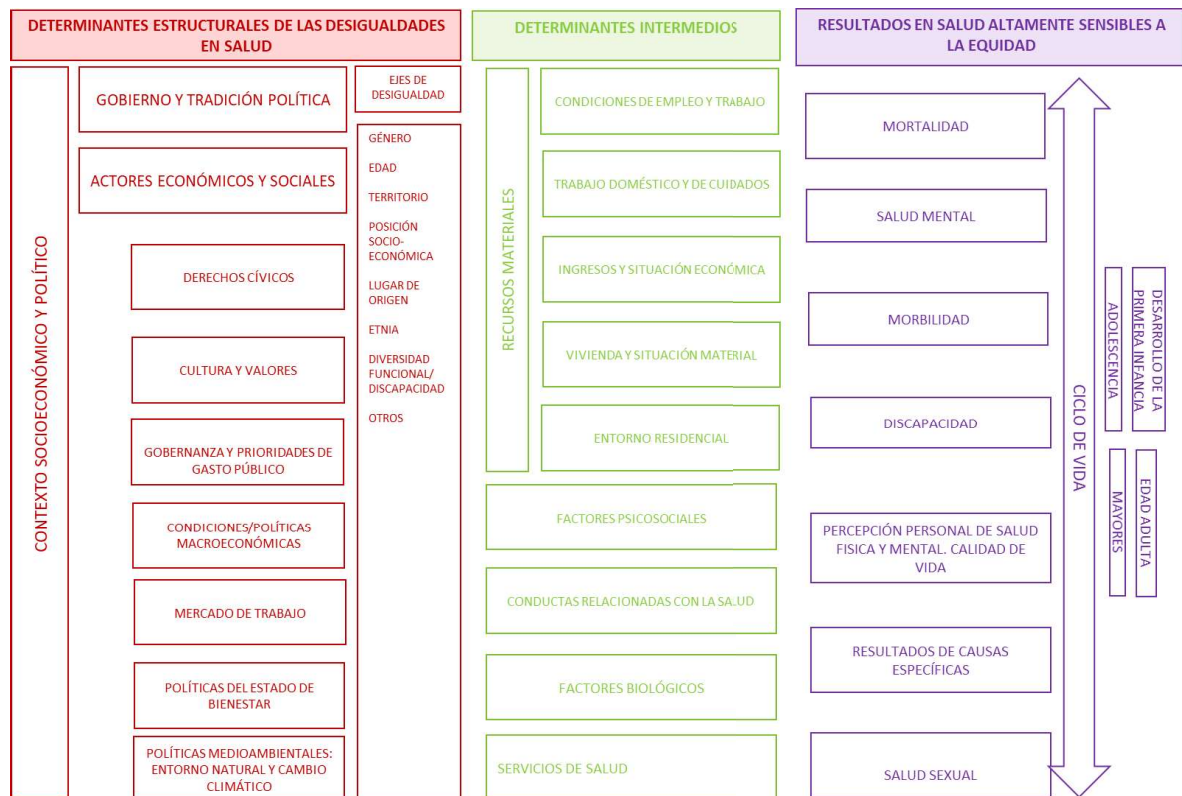 DETERMINANTES ESTRUCTURALES DE LAS DESIGUALDADES
EN SALUD
CONTEXTO SOCIOECONÓMICO Y POLÍTICO
GOBIERNO Y TRADICIÓN POLÍTICA
ACTORES ECONÓMICOS Y SOCIALES
DERECHOS CÍVICOS
CULTURA Y VALORES
GOBERNANZA Y PRIORIDADES DE
GASTO PÚBLICO
CONDICIONES/POLÍTICAS
MACROECONÓMICAS
MERCADO DE TRABAJO
POLÍTICAS DEL ESTADO DE
BIENESTAR
POLÍTICAS MEDIOAMBIENTALES:
ENTORNO NATURAL Y CAMBIO
CLIMÁTICO
EJES DE
DESIGUALDAD
GÉNERO
EDAD
TERRITORIO
POSICIÓN
SOCIO-
ECONÓMICA
LUGAR DE
ORIGEN
ETNIA
DIVERSIDAD
FUNCIONAL/
DISCAPACIDAD
OTROS
DETERMINANTES INTERMEDIOS
RECURSOS MATERIALES
CONDICIONES DE EMPLEO Y TRABAJO
TRABAJO DOMÉSTICO Y DE CUIDADOS
INGRESOS Y SITUACIÓN ECONÓMICA
VIVIENDA Y SITUACIÓN MATERIAL
ENTORNO RESIDENCIAL
FACTORES PSICOSOCIALES
CONDUCTAS RELACIONADAS CON LA SALUD
FACTORES BIOLÓGICOS
SERVICIOS DE SALUD
RESULTADOS EN SALUD ALTAMENTE SENSIBLES A
LA EQUIDAD
MORTALIDAD
SALUD MENTAL
MORBILIDAD
DISCAPACIDAD
PERCEPCIÓN PERSONAL DE SALUD
FISICA Y MENTAL. CALIDAD DE
VIDA
RESULTADOS DE CAUSAS
ESPECÍFICAS
SALUD SEXUAL
CICLO DE VIDA
DESARROLLO DE LA
PRIMERA INFANCIA
ADOLESCENCIA
EDAD ADULTA
MAYORES